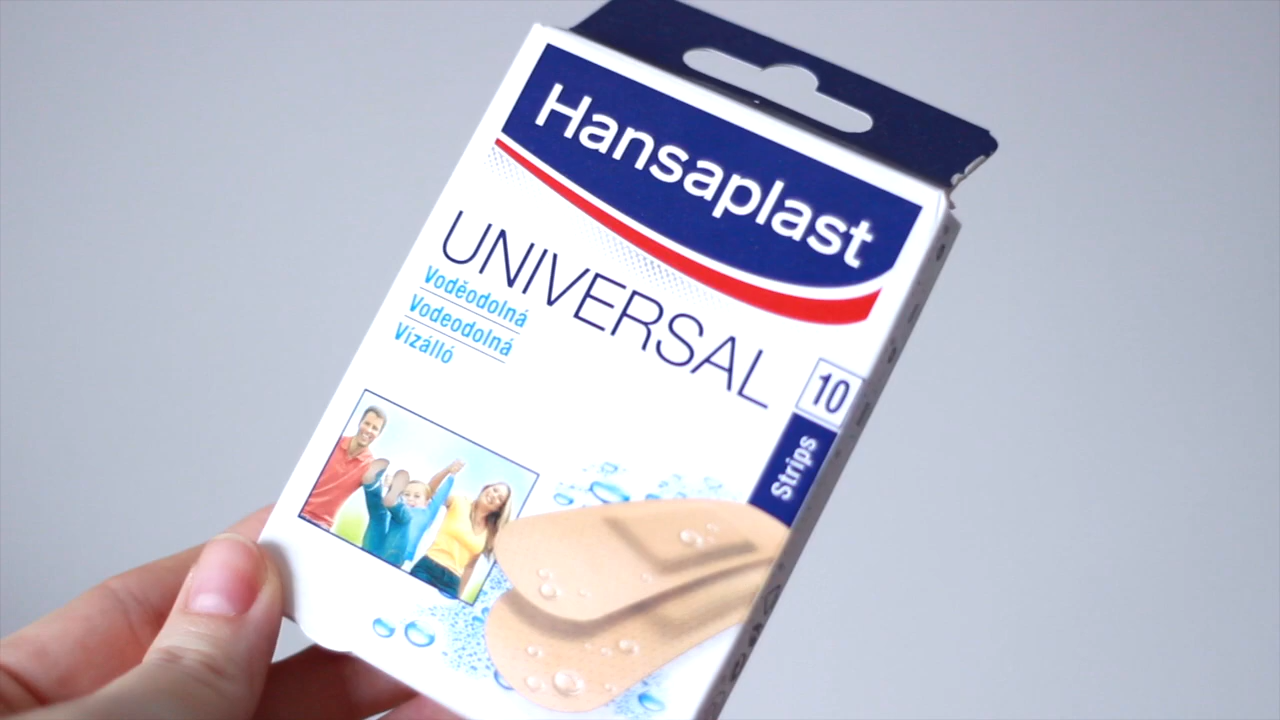 Hansaplast
UNIVERSAL
Voděodolná
Vodeodolná
Vízálló
10
Strips